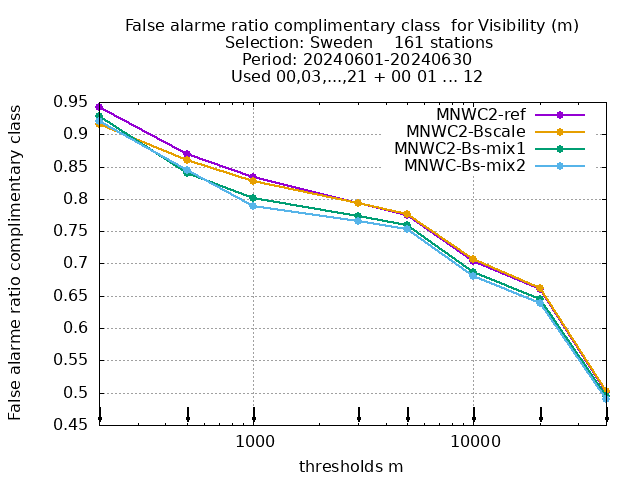 False alarme ratio complimentary class  for Visibility (m)
Selection: Sweden    161 stations
Period: 20240601-20240630
Used 00,03,...,21 + 00 01 ... 12
False alarme ratio complimentary class
0.95
0.9
0.85
0.8
0.75
0.7
0.65
0.6
0.55
0.5
0.45
MNWC2-ref
MNWC2-Bscale
MNWC2-Bs-mix1
MNWC-Bs-mix2
1000
10000
thresholds m